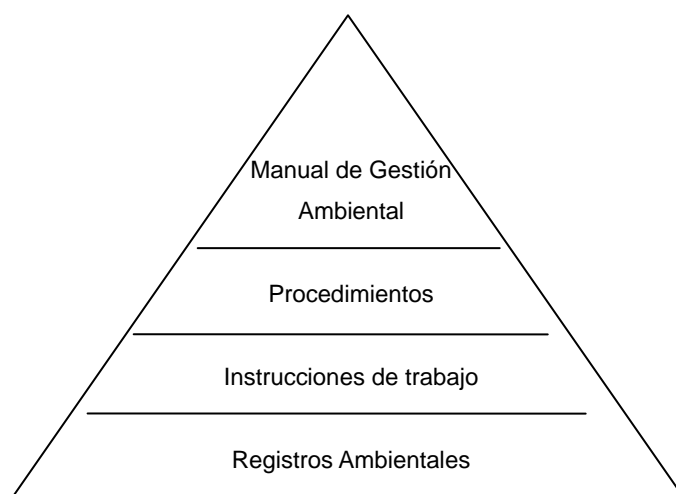 Manual de Gestión
Ambiental
Procedimientos
Instrucciones de trabajo
Registros Ambientales